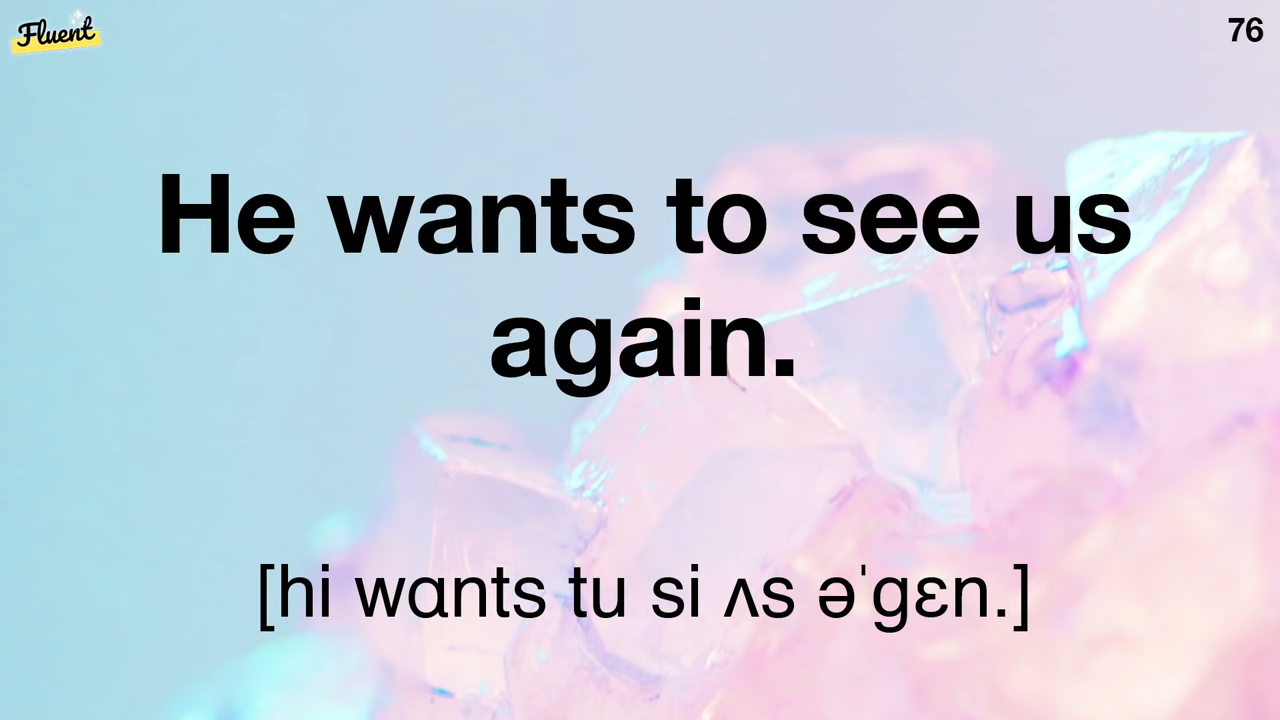 Fluent
76
He wants to see us
again.
[hi wɑnts tu si ʌs əˈgɛn.]